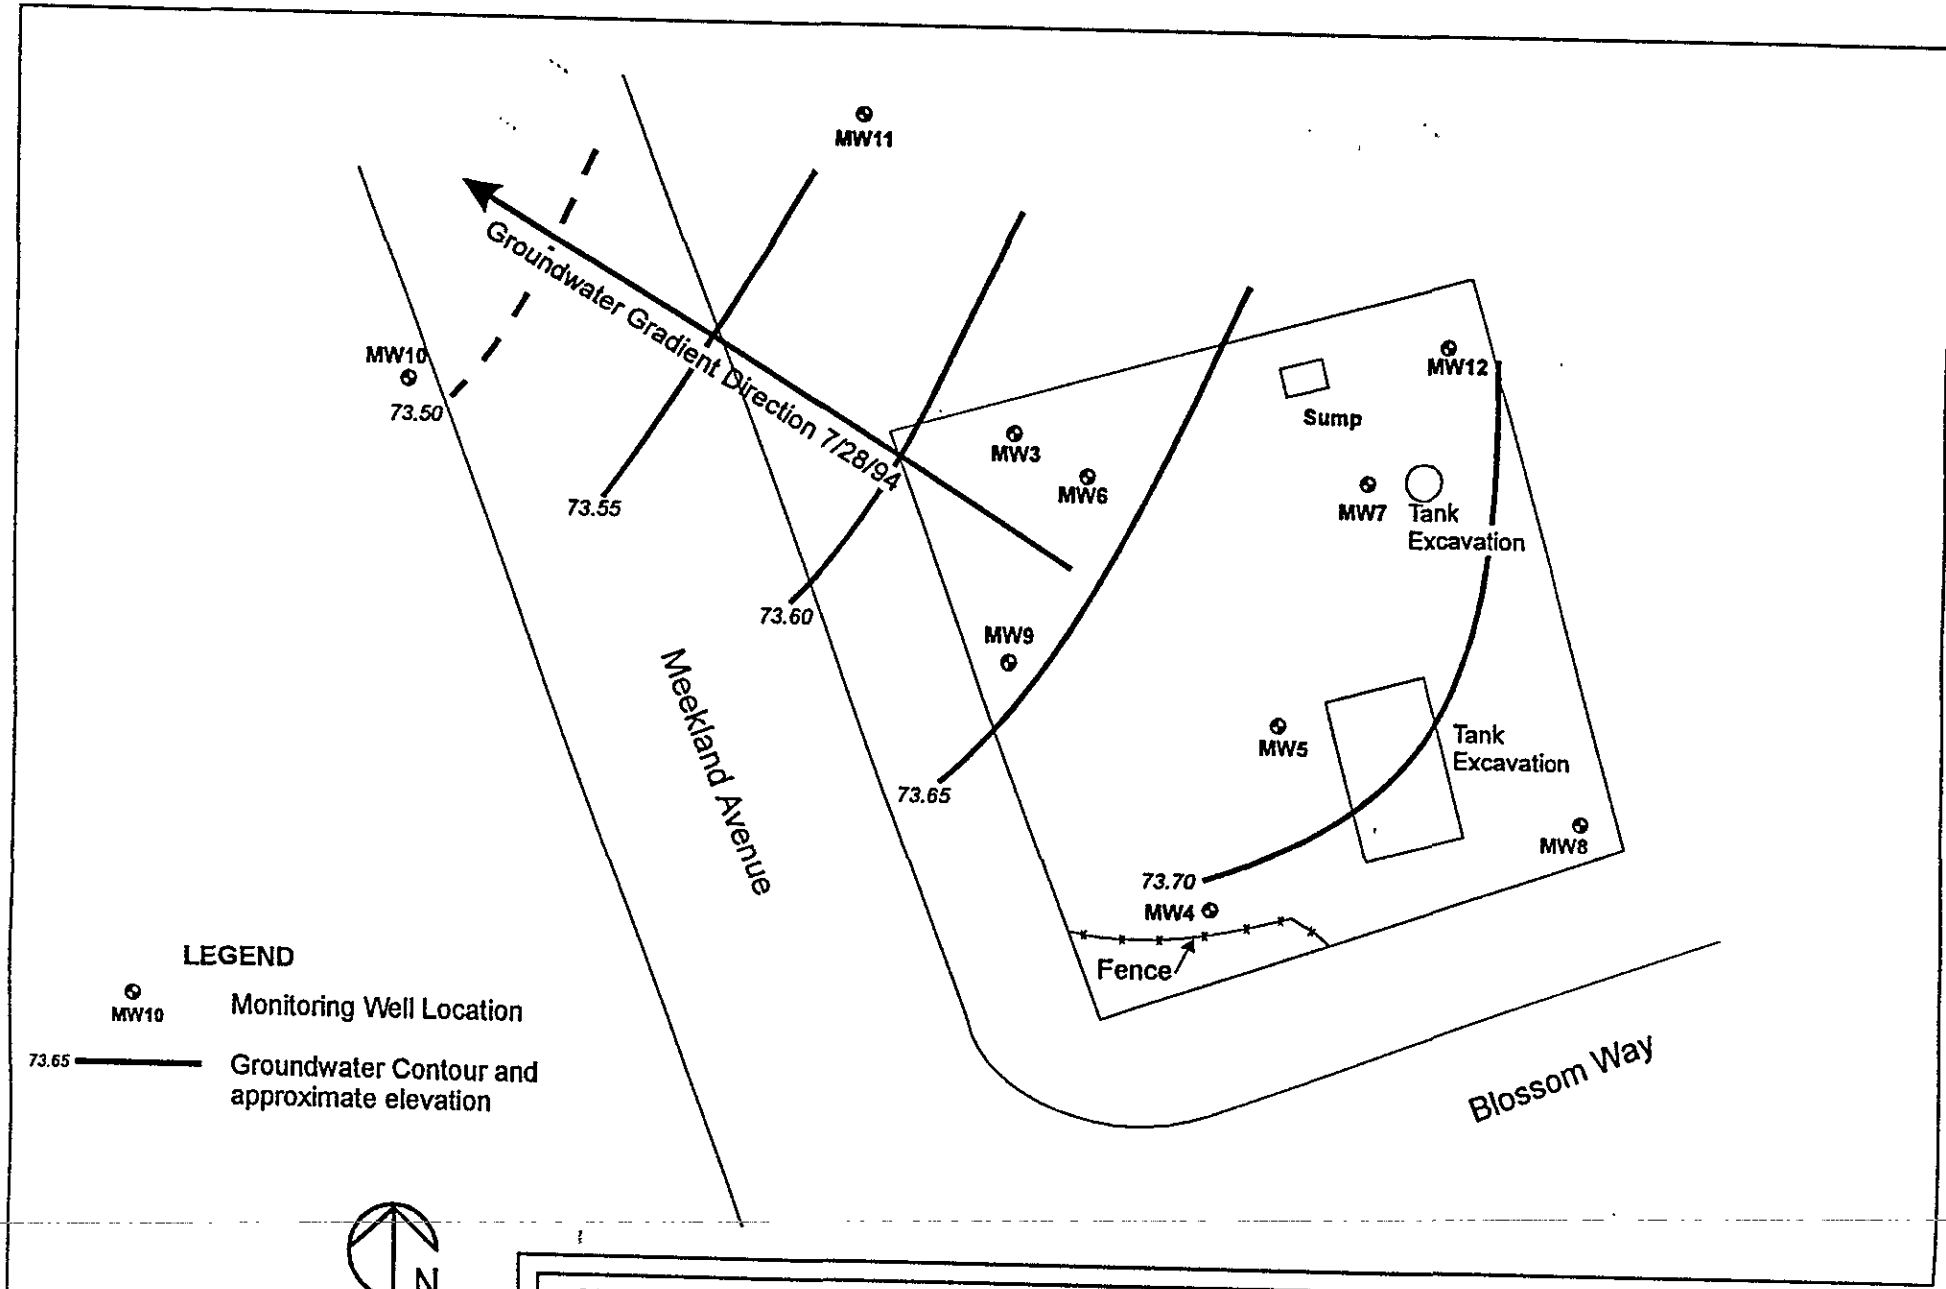 MW11
Groundwater Gradient Direction 7/28/94
MW10
73.50
MW12
Sump
MW3
MW6
MW7
Tank
Excavation
73.55
73.60
MW9
Meekland Avenue
MW5
Tank
Excavation
73.65
MW8
73.70
MW4
Fence
Blossom Way
LEGEND
MW10
Monitoring Well Location
73.65
Groundwater Contour and
approximate elevation
N